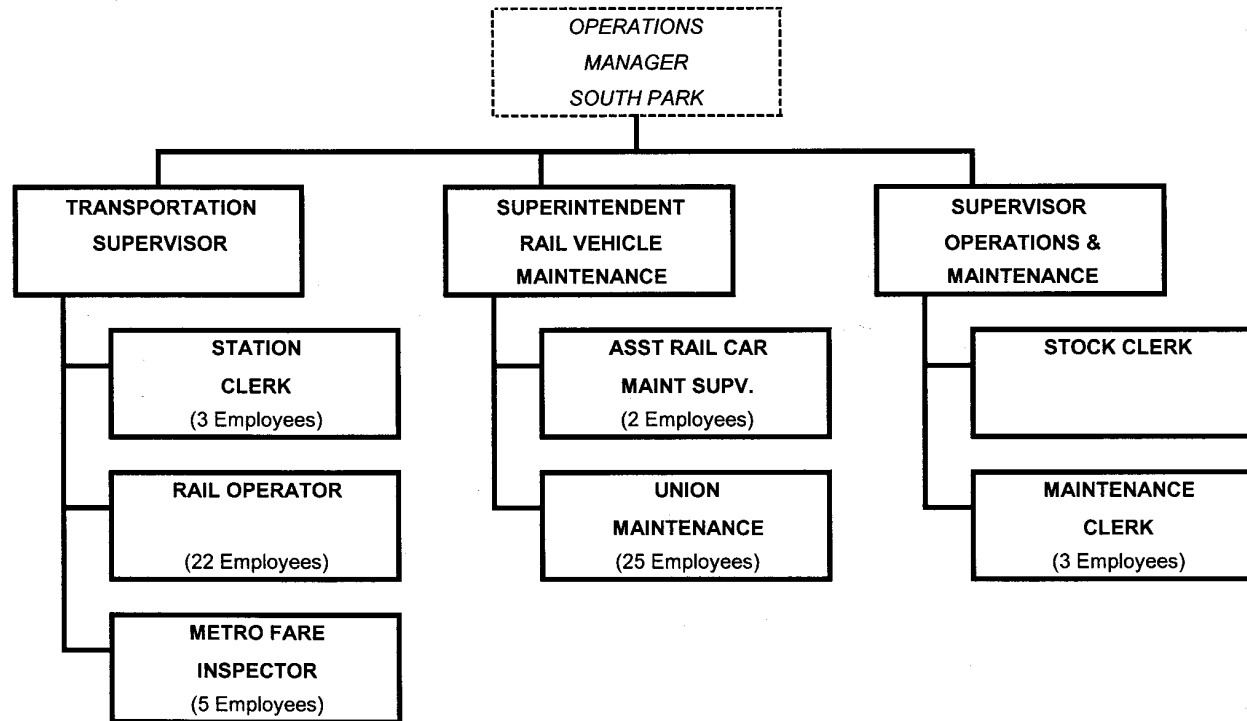 OPERATIONS
MANAGER
SOUTH PARK
TRANSPORTATION
SUPERVISOR
SUPERINTENDENT
RAIL VEHICLE
MAINTENANCE
SUPERVISOR
OPERATIONS &
MAINTENANCE
STATION
CLERK
(3 Employees)
ASST RAIL CAR
MAINT SUPV.
(2 Employees)
STOCK CLERK
RAIL OPERATOR
(22 Employees)
UNION
MAINTENANCE
(25 Employees)
MAINTENANCE
CLERK
(3 Employees)
METRO FARE
INSPECTOR
(5 Employees)